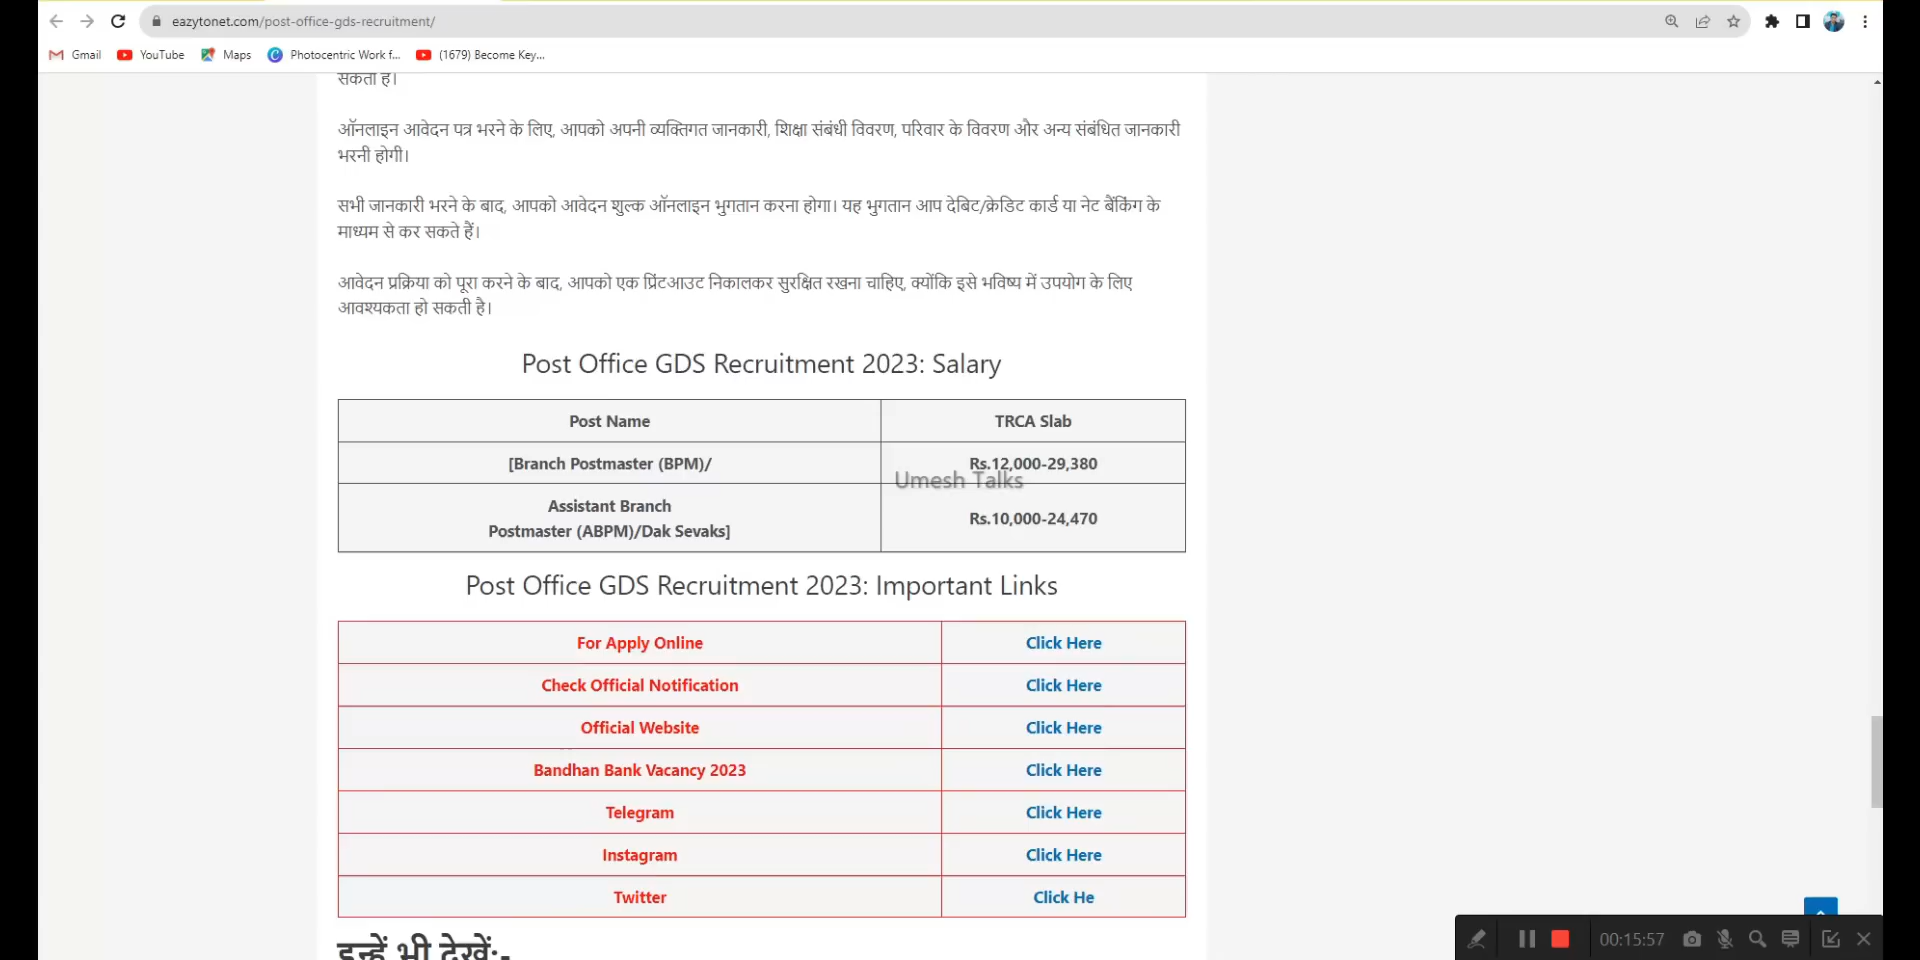 eazytonet.com/post-office-gds-recruitment/
Gmail YouTube Maps Photocentric Work f... (1679) Become Key...
सकता है।
ऑनलाइन आवेदन पत्र भरने के लिए, आपको अपनी व्यक्तिगत जानकारी, शिक्षा संबंधी विवरण, परिवार के विवरण और अन्य संबंधित जानकारी
भरनी होगी।
सभी जानकारी भरने के बाद, आपको आवेदन शुल्क ऑनलाइन भुगतान करना होगा। यह भुगतान आप देबिट/क्रेडिट कार्ड या नेट बैंकिंग के
माध्यम से कर सकते हैं।
आवेदन प्रक्रिया को पूरा करने के बाद, आपको एक प्रिंटआउट निकालकर सुरक्षित रखना चाहिए, क्योंकि इसे भविष्य में उपयोग के लिए
आवश्यकता हो सकती है।
Post Office GDS Recruitment 2023: Salary
Post Name TRCA Slab
[Branch Postmaster (BPM)/ Rs.12,000-29,380
Umesh Talks
Assistant Branch
Postmaster (ABPM)/Dak Sevaks] Rs.10,000-24,470
Post Office GDS Recruitment 2023: Important Links
For Apply Online Click Here
Check Official Notification Click Here
Official Website Click Here
Bandhan Bank Vacancy 2023 Click Here
Telegram Click Here
Instagram Click Here
Twitter Click He
इन्हें भी देखें:-
00:15:57